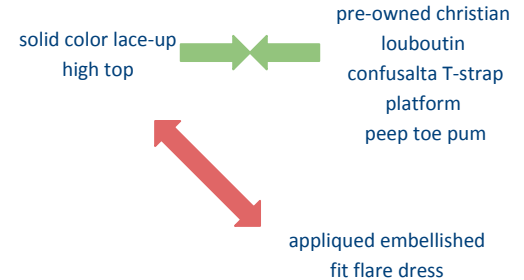 solid color lace-up
high top
pre-owned christian
louboutin
confusalta T-strap
platform
peep toe pum
appliqued embellished
fit flare dress